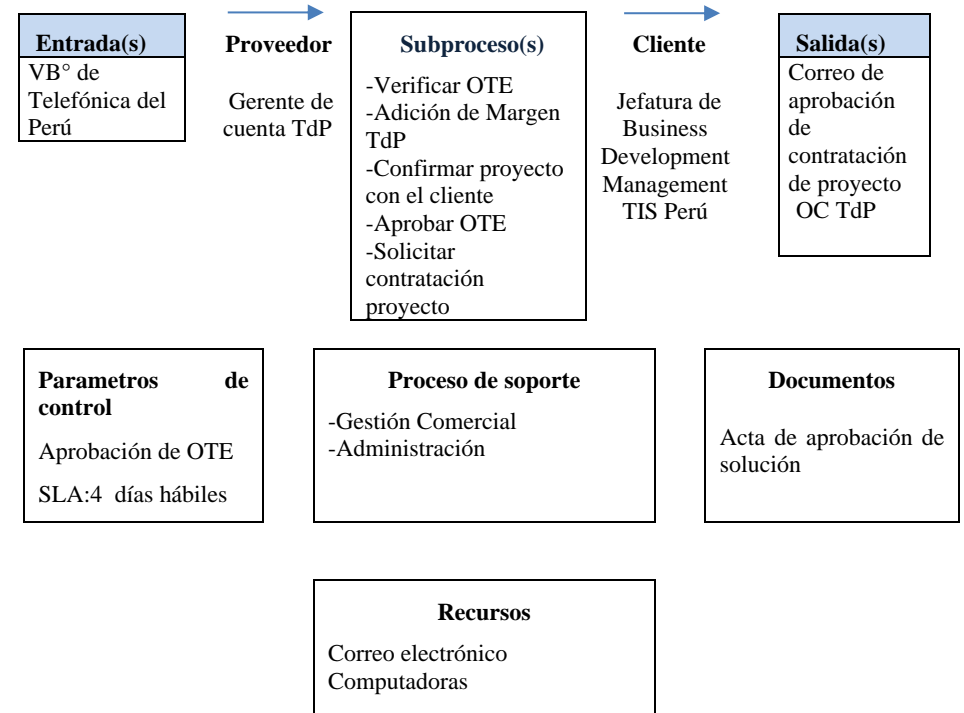 Entrada(s)
VB° de
Telefónica del
Perú
Proveedor
Gerente de
cuenta TdP
Subproceso(s)
-Verificar OTE
-Adición de Margen
TdP
-Confirmar proyecto
con el cliente
-Aprobar OTE
-Solicitar
contratación
proyecto
Cliente
Jefatura de
Business
Development
Management
TIS Perú
Salida(s)
Correo de
aprobación
de
contratación
de proyecto
OC TdP
Parametros de
control
Aprobación de OTE
SLA:4 días hábiles
Proceso de soporte
-Gestión Comercial
-Administración
Documentos
Acta de aprobación de
solución
Recursos
Correo electrónico
Computadoras